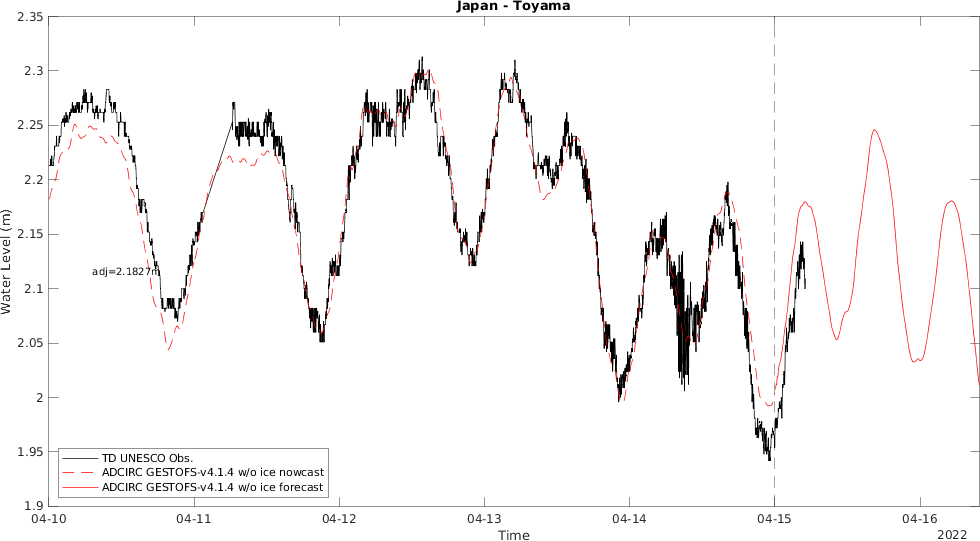 Japan - Toyama
2.35
2.3
2.25
2.2
2.15
2.1
2.05
2
1.95
1.9
Water Level (m)
adj=2.1827m
TD UNESCO Obs.
ADCIRC GESTOFS-v4.1.4 w/o ice nowcast
ADCIRC GESTOFS-v4.1.4 w/o ice forecast
04-10 04-11 04-12 04-13 04-14 04-15 04-16
Time
2022